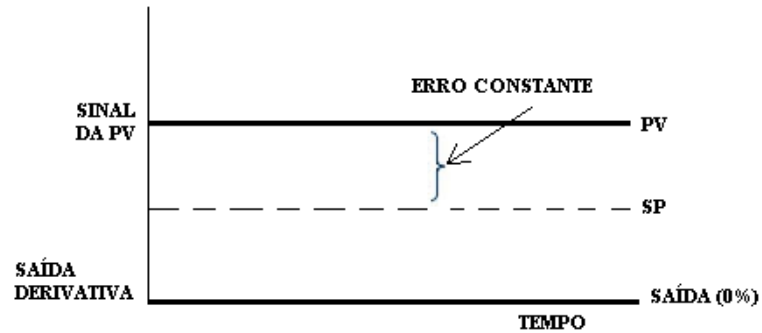 ERRO CONSTANTE
SINAL
DA PV
PV
SP
SAÍDA
DERIVATIVA
SAÍDA (0%)
TEMPO